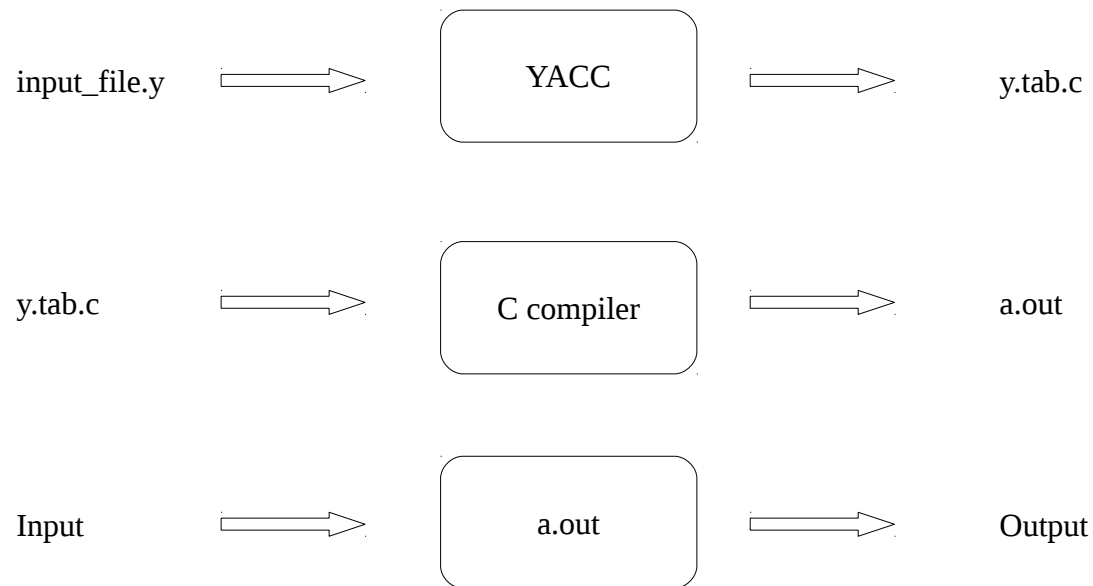 input_file.y
YACC
y.tab.c
y.tab.c
C compiler
a.out
Input
a.out
Output